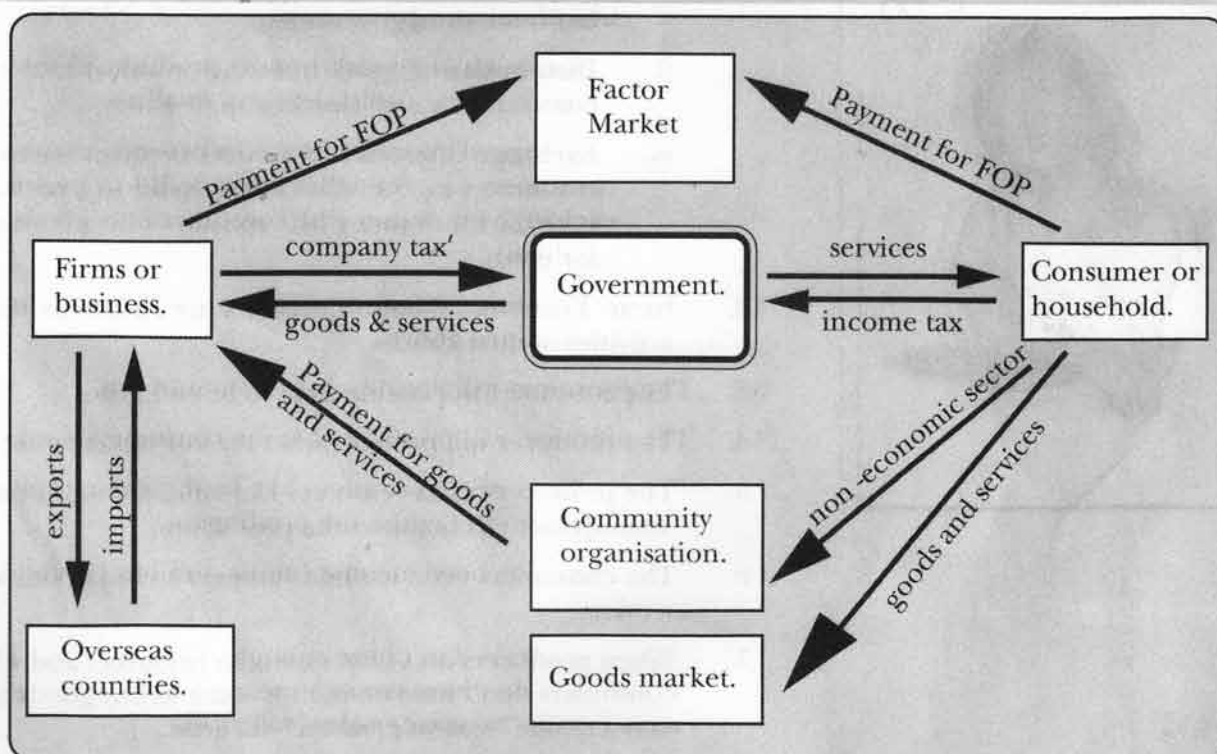 Factor
Market
Payment for FOP
Payment for FOP
Firms or
business.
company tax'
goods & services
Government.
services
income tax
Consumer or
household.
Payment for goods
and services
non -economic sector
goods and services
exports
imports
Community
organisation.
Overseas
countries.
Goods market.